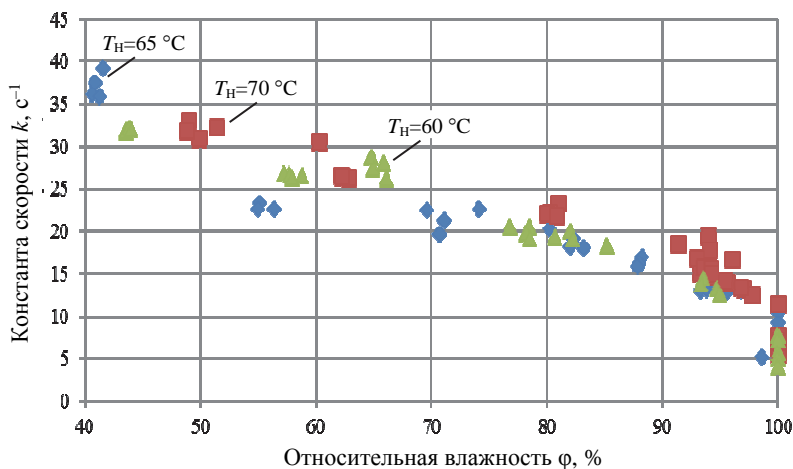 45
40
35
30
25
20
15
10
5
0
Константа скорости k, с⁻¹
Tн=65 °C
Tн=70 °C
Tн=60 °C
40 50 60 70 80 90 100
Относительная влажность φ, %